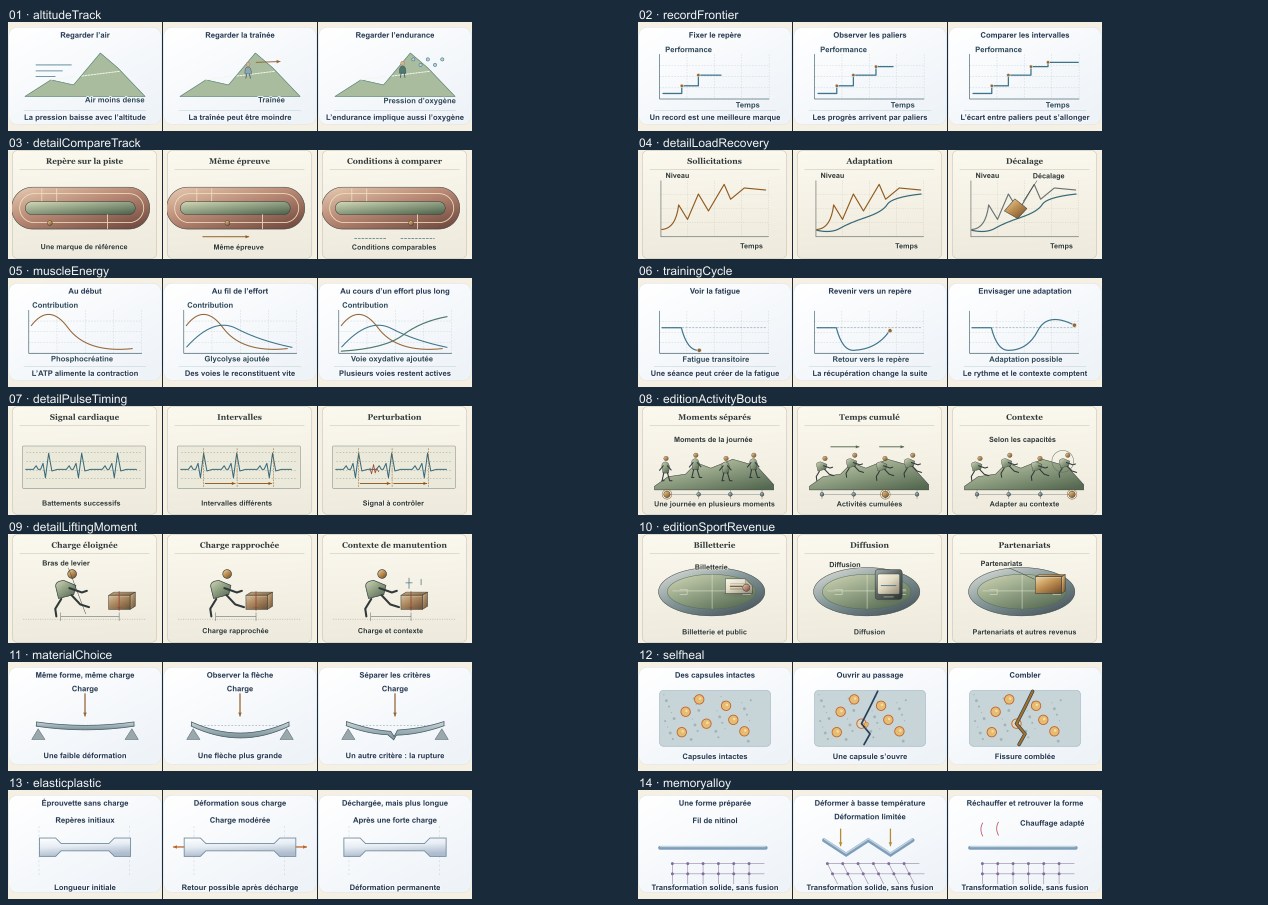 01 · altitudeTrack
Regarder l'air
Regarder la traînée
Regarder l'endurance
Air moins dense
Traînée
Pression d'oxygène
La pression baisse avec l'altitude
La traînée peut être moindre
L'endurance implique aussi l'oxygène
02 · recordFrontier
Fixer le repère
Observer les paliers
Comparer les intervalles
Performance
Performance
Performance
Temps
Temps
Temps
Un record est une meilleure marque
Les progrès arrivent par paliers
L'écart entre paliers peut s'allonger
03 · detailCompareTrack
Repère sur la piste
Même épreuve
Conditions à comparer
Une marque de référence
Même épreuve
Conditions comparables
04 · detailLoadRecovery
Sollicitations
Adaptation
Décalage
Niveau
Niveau
Niveau
Décalage
Temps
Temps
Temps
05 · muscleEnergy
Au début
Au fil de l'effort
Au cours d'un effort plus long
Contribution
Contribution
Contribution
Phosphocréatine
Glycolyse ajoutée
Voie oxydative ajoutée
L'ATP alimente la contraction
Des voies le reconstituent vite
Plusieurs voies restent actives
06 · trainingCycle
Voir la fatigue
Revenir vers un repère
Envisager une adaptation
Fatigue transitoire
Retour vers le repère
Adaptation possible
Une séance peut créer de la fatigue
La récupération change la suite
Le rythme et le contexte comptent
07 · detailPulseTiming
Signal cardiaque
Intervalles
Perturbation
Battements successifs
Intervalles différents
Signal à contrôler
08 · editionActivityBouts
Moments séparés
Temps cumulé
Contexte
Moments de la journée
Selon les capacités
Une journée en plusieurs moments
Activités cumulées
Adapter au contexte
09 · detailLiftingMoment
Charge éloignée
Charge rapprochée
Contexte de manutention
Bras de levier
Charge rapprochée
Charge et contexte
10 · editionSportRevenue
Billetterie
Diffusion
Partenariats
Billetterie
Diffusion
Partenariats
Billetterie et public
Diffusion
Partenariats et autres revenus
11 · materialChoice
Même forme, même charge
Observer la flèche
Séparer les critères
Charge
Charge
Charge
Une faible déformation
Une flèche plus grande
Un autre critère : la rupture
12 · selfheal
Des capsules intactes
Ouvrir au passage
Combler
Capsules intactes
Une capsule s'ouvre
Fissure comblée
13 · elasticplastic
Éprouvette sans charge
Déformation sous charge
Déchargée, mais plus longue
Repères initiaux
Charge modérée
Après une forte charge
Longueur initiale
Retour possible après décharge
Déformation permanente
14 · memoryalloy
Une forme préparée
Déformer à basse température
Réchauffer et retrouver la forme
Fil de nitinol
Déformation limitée
Chauffage adapté
Transformation solide, sans fusion
Transformation solide, sans fusion
Transformation solide, sans fusion